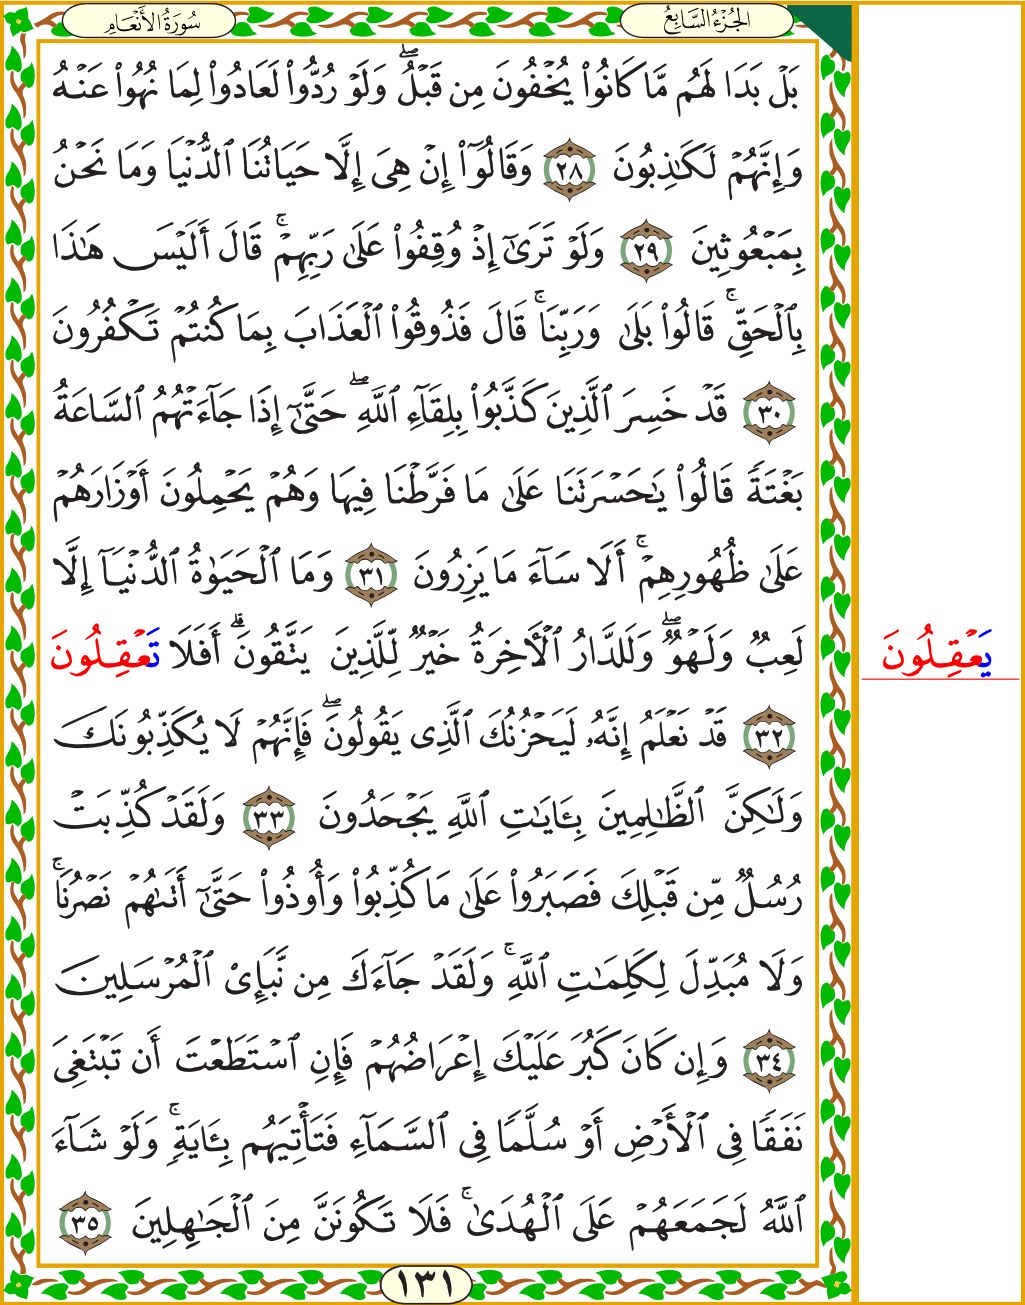 سُورَةُ الأَنْعَامِ
الجُزْءُ السَّابِعُ
بَلۡ بَدَا لَهُم مَّا كَانُوا۟ يُخۡفُونَ مِن قَبۡلُۖ وَلَوۡ رُدُّوا۟ لَعَادُوا۟ لِمَا نُهُوا۟ عَنۡهُ
وَإِنَّهُمۡ لَكَـٰذِبُونَ ٢٨ وَقَالُوٓا۟ إِنۡ هِىَ إِلَّا حَيَاتُنَا ٱلدُّنۡيَا وَمَا نَحۡنُ
بِمَبۡعُوثِينَ ٢٩ وَلَوۡ تَرَىٰٓ إِذۡ وُقِفُوا۟ عَلَىٰ رَبِّهِمۡۚ قَالَ أَلَيۡسَ هَـٰذَا
بِٱلۡحَقِّۚ قَالُوا۟ بَلَىٰ وَرَبِّنَاۚ قَالَ فَذُوقُوا۟ ٱلۡعَذَابَ بِمَا كُنتُمۡ تَكۡفُرُونَ
٣٠ قَدۡ خَسِرَ ٱلَّذِينَ كَذَّبُوا۟ بِلِقَآءِ ٱللَّهِۖ حَتَّىٰٓ إِذَا جَآءَتۡهُمُ ٱلسَّاعَةُ
بَغۡتَةً قَالُوا۟ يَـٰحَسۡرَتَنَا عَلَىٰ مَا فَرَّطۡنَا فِيهَا وَهُمۡ يَحۡمِلُونَ أَوۡزَارَهُمۡ
عَلَىٰ ظُهُورِهِمۡۚ أَلَا سَآءَ مَا يَزِرُونَ ٣١ وَمَا ٱلۡحَيَوٰةُ ٱلدُّنۡيَآ إِلَّا
لَعِبٌ وَلَهۡوٌۖ وَلَلدَّارُ ٱلۡأَخِرَةُ خَيۡرٌ لِّلَّذِينَ يَتَّقُونَۗ أَفَلَا تَعۡقِلُونَ
يَعۡقِلُونَ
٣٢ قَدۡ نَعۡلَمُ إِنَّهُۥ لَيَحۡزُنُكَ ٱلَّذِى يَقُولُونَۖ فَإِنَّهُمۡ لَا يُكَذِّبُونَكَ
وَلَـٰكِنَّ ٱلظَّـٰلِمِينَ بِـَٔايَـٰتِ ٱللَّهِ يَجۡحَدُونَ ٣٣ وَلَقَدۡ كُذِّبَتۡ
رُسُلٌ مِّن قَبۡلِكَ فَصَبَرُوا۟ عَلَىٰ مَا كُذِّبُوا۟ وَأُوذُوا۟ حَتَّىٰٓ أَتَىٰهُمۡ نَصۡرُنَاۚ
وَلَا مُبَدِّلَ لِكَلِمَـٰتِ ٱللَّهِۚ وَلَقَدۡ جَآءَكَ مِن نَّبَإِى۟ ٱلۡمُرۡسَلِينَ
٣٤ وَإِن كَانَ كَبُرَ عَلَيۡكَ إِعۡرَاضُهُمۡ فَإِنِ ٱسۡتَطَعۡتَ أَن تَبۡتَغِىَ
نَفَقًا فِى ٱلۡأَرۡضِ أَوۡ سُلَّمًا فِى ٱلسَّمَآءِ فَتَأۡتِيَهُم بِـَٔايَةٍۚ وَلَوۡ شَآءَ
ٱللَّهُ لَجَمَعَهُمۡ عَلَى ٱلۡهُدَىٰۚ فَلَا تَكُونَنَّ مِنَ ٱلۡجَـٰهِلِينَ ٣٥
١٣١